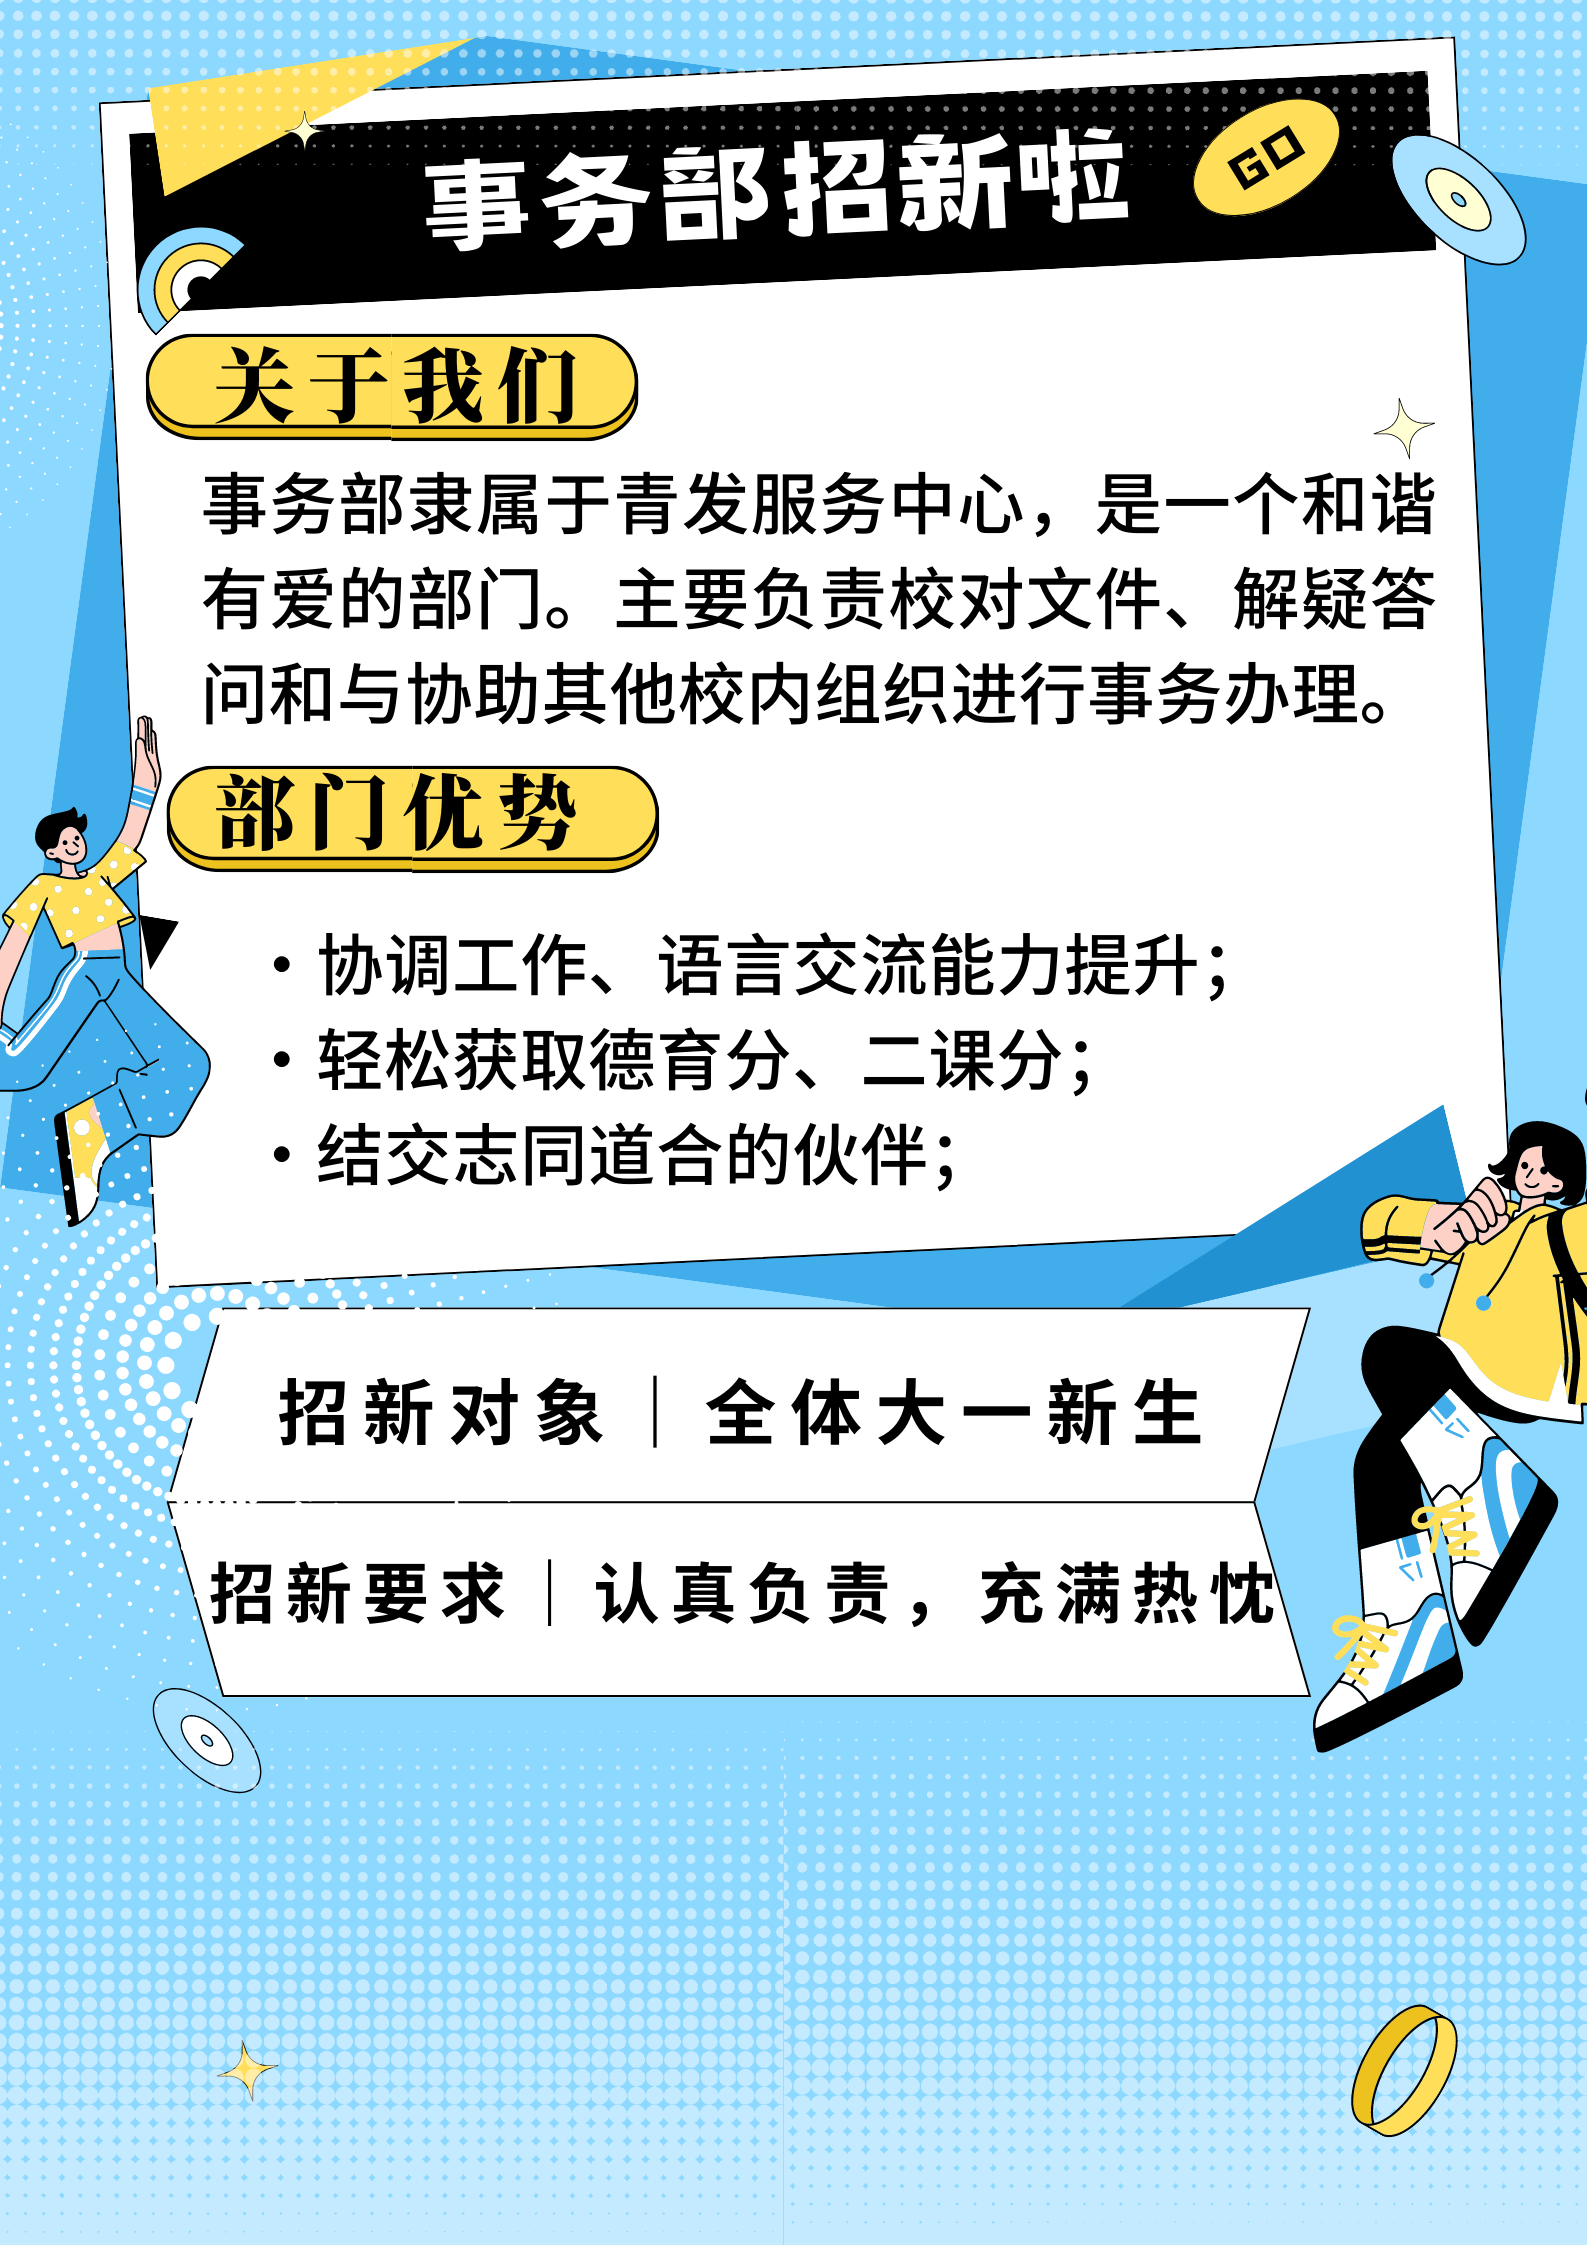 事务部招新啦
GO
关于我们
事务部隶属于青发服务中心，是一个和谐
有爱的部门。主要负责校对文件、解疑答
问和与协助其他校内组织进行事务办理。
部门优势
• 协调工作、语言交流能力提升；
• 轻松获取德育分、二课分；
• 结交志同道合的伙伴；
招新对象｜全体大一新生
招新要求｜认真负责，充满热忱